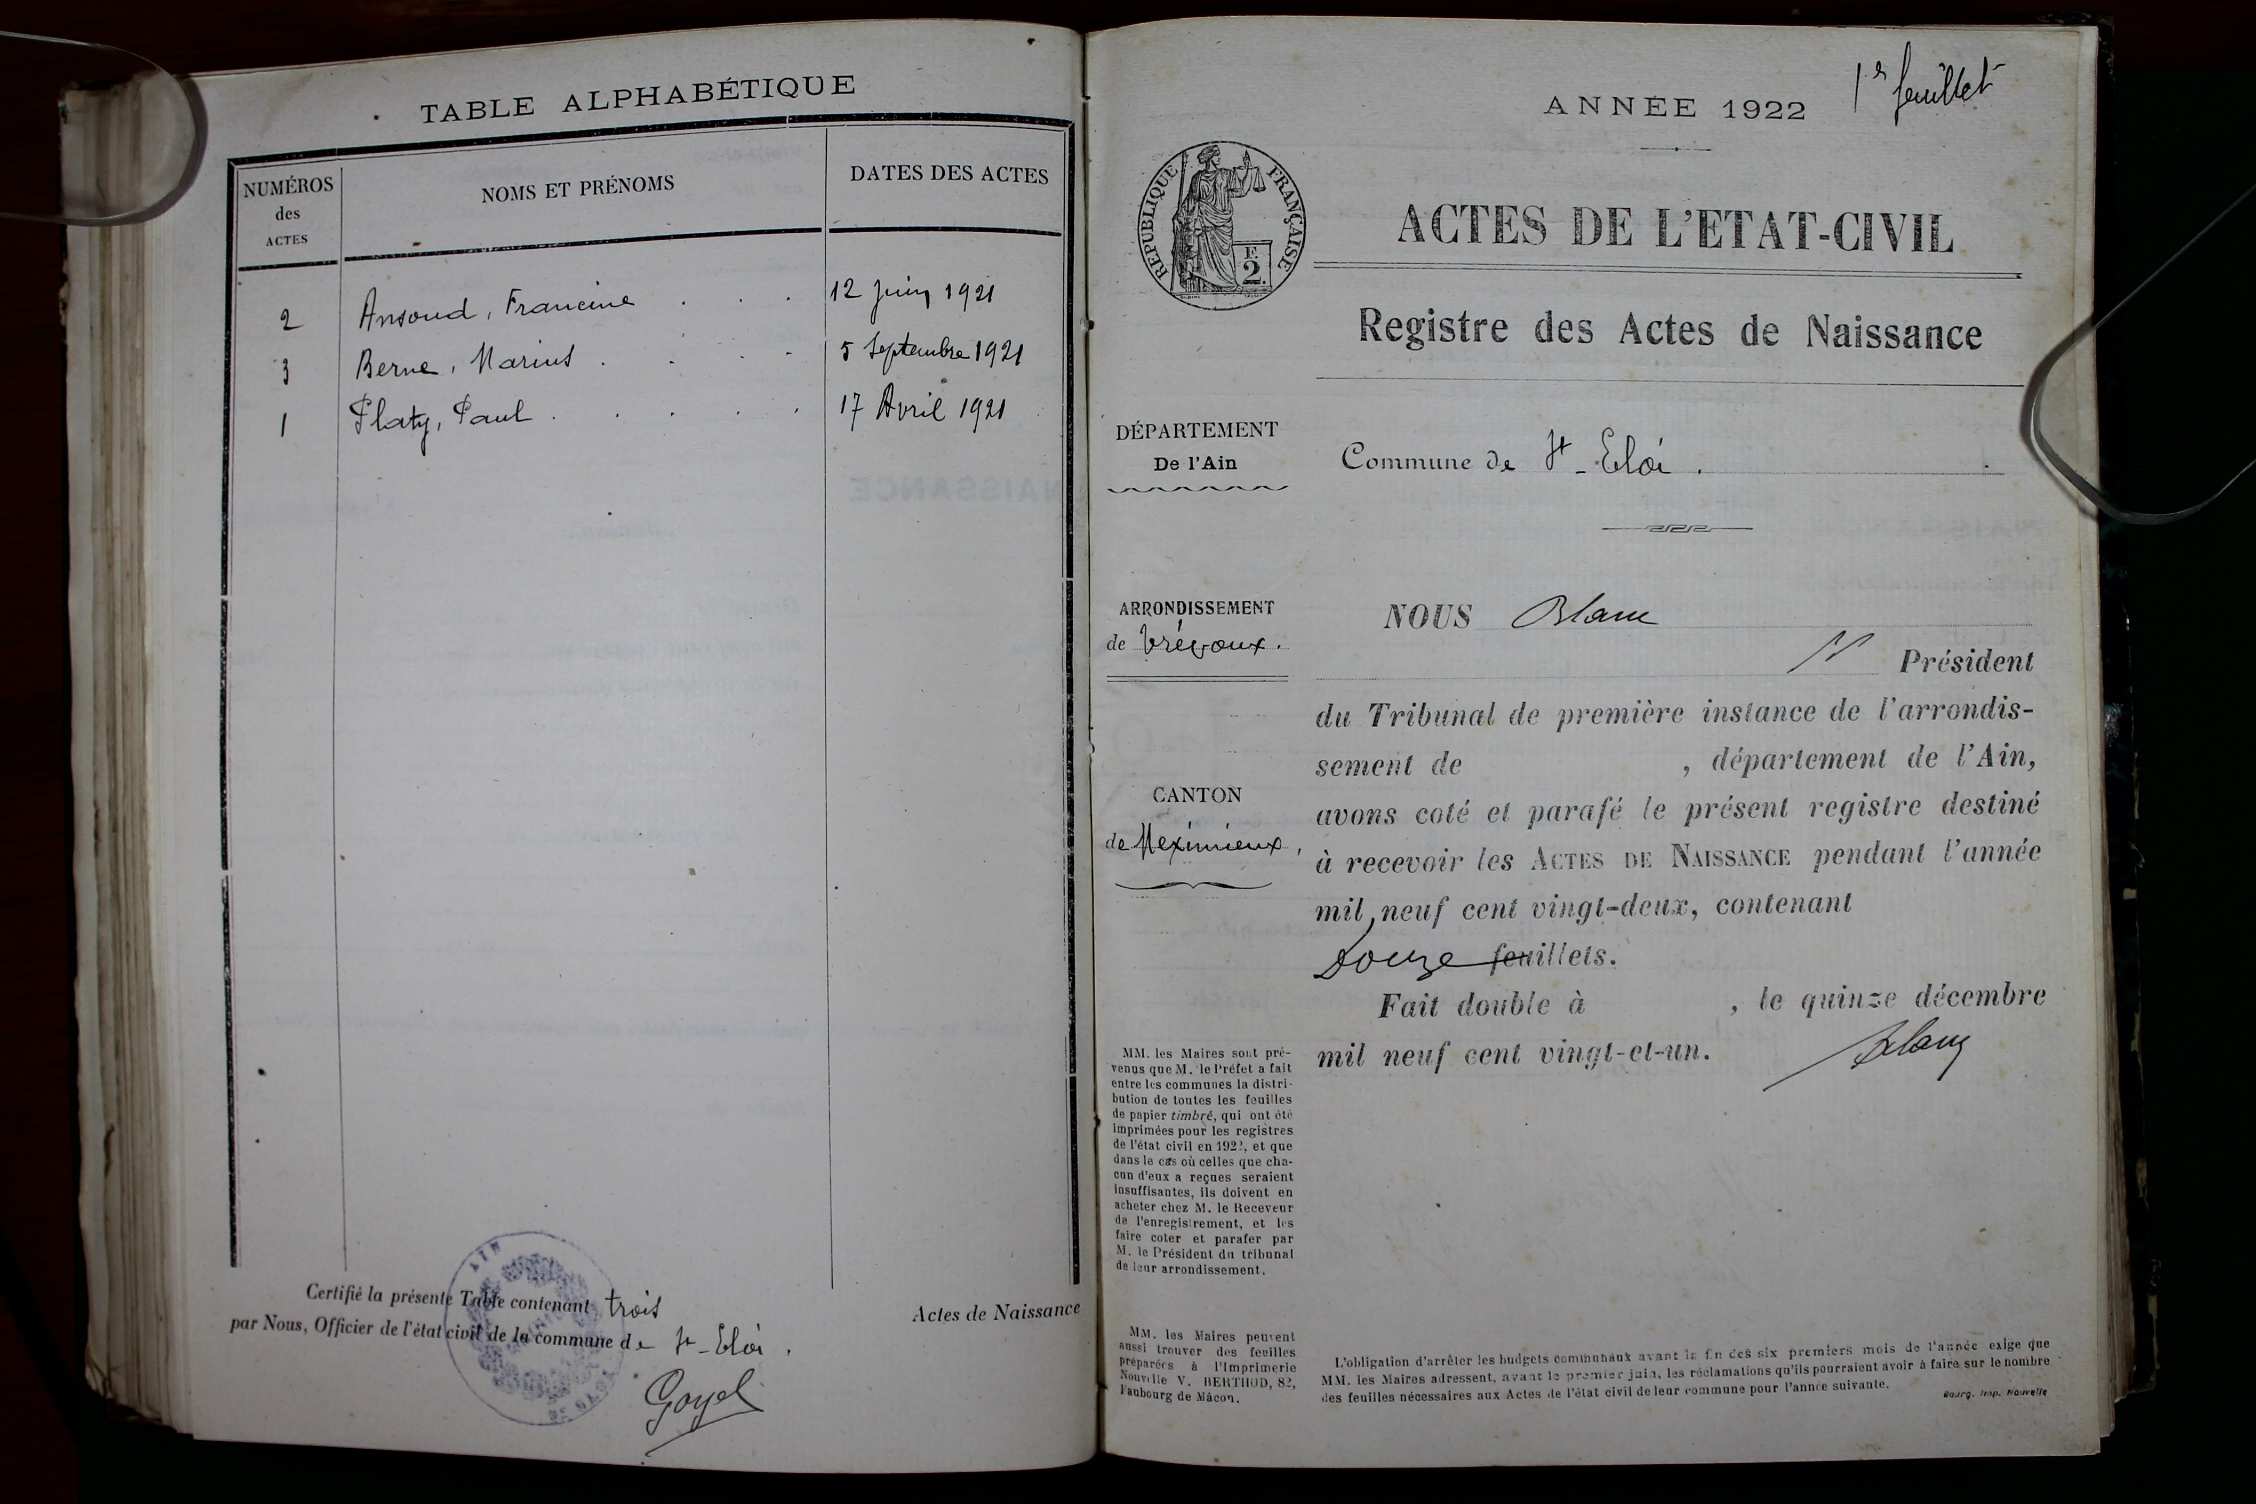 TABLE ALPHABÉTIQUE
NUMÉROS
des
ACTES
NOMS ET PRÉNOMS
DATES DES ACTES
2 Ansoud, Francine . . . 12 Juin 1921
3 Berne, Marius . . . . 5 Septembre 1921
1 Platy, Paul . . . . . 17 Avril 1921
Certifié la présente Table contenant trois Actes de Naissance
par Nous, Officier de l'état civil de la commune de St-Eloi.
Goyet
AIN
1er feuillet
ANNÉE 1922
RÉPUBLIQUE FRANÇAISE
F.
2.
ACTES DE L'ETAT-CIVIL
Registre des Actes de Naissance
DÉPARTEMENT
De l'Ain
Commune de St-Eloi.
ARRONDISSEMENT
de Trévoux.
CANTON
de Meximieux,
NOUS Blanc
Président
du Tribunal de première instance de l'arrondis-
sement de , département de l'Ain,
avons coté et parafé le présent registre destiné
à recevoir les ACTES DE NAISSANCE pendant l'année
mil neuf cent vingt-deux, contenant
Douze feuillets.
Fait double à , le quinze décembre
mil neuf cent vingt-et-un.
Blanc
MM. les Maires sont pré-
venus que M. le Préfet a fait
entre les communes la distri-
bution de toutes les feuilles
de papier timbré, qui ont été
imprimées pour les registres
de l'état civil en 1922, et que
dans le cas où celles que cha-
cun d'eux a reçues seraient
insuffisantes, ils doivent en
acheter chez M. le Receveur
de l'enregistrement, et les
faire coter et parafer par
M. le Président du tribunal
de leur arrondissement.
MM. les Maires peuvent
aussi trouver des feuilles
préparées à l'Imprimerie
Nouvelle V. BERTHOD, 82,
Faubourg de Mâcon.
L'obligation d'arrêter les budgets communaux avant la fin des six premiers mois de l'année exige que
MM. les Maires adressent, avant le premier juin, les réclamations qu'ils pourraient avoir à faire sur le nombre
des feuilles nécessaires aux Actes de l'état civil de leur commune pour l'année suivante.
Bourg. Imp. Nouvelle